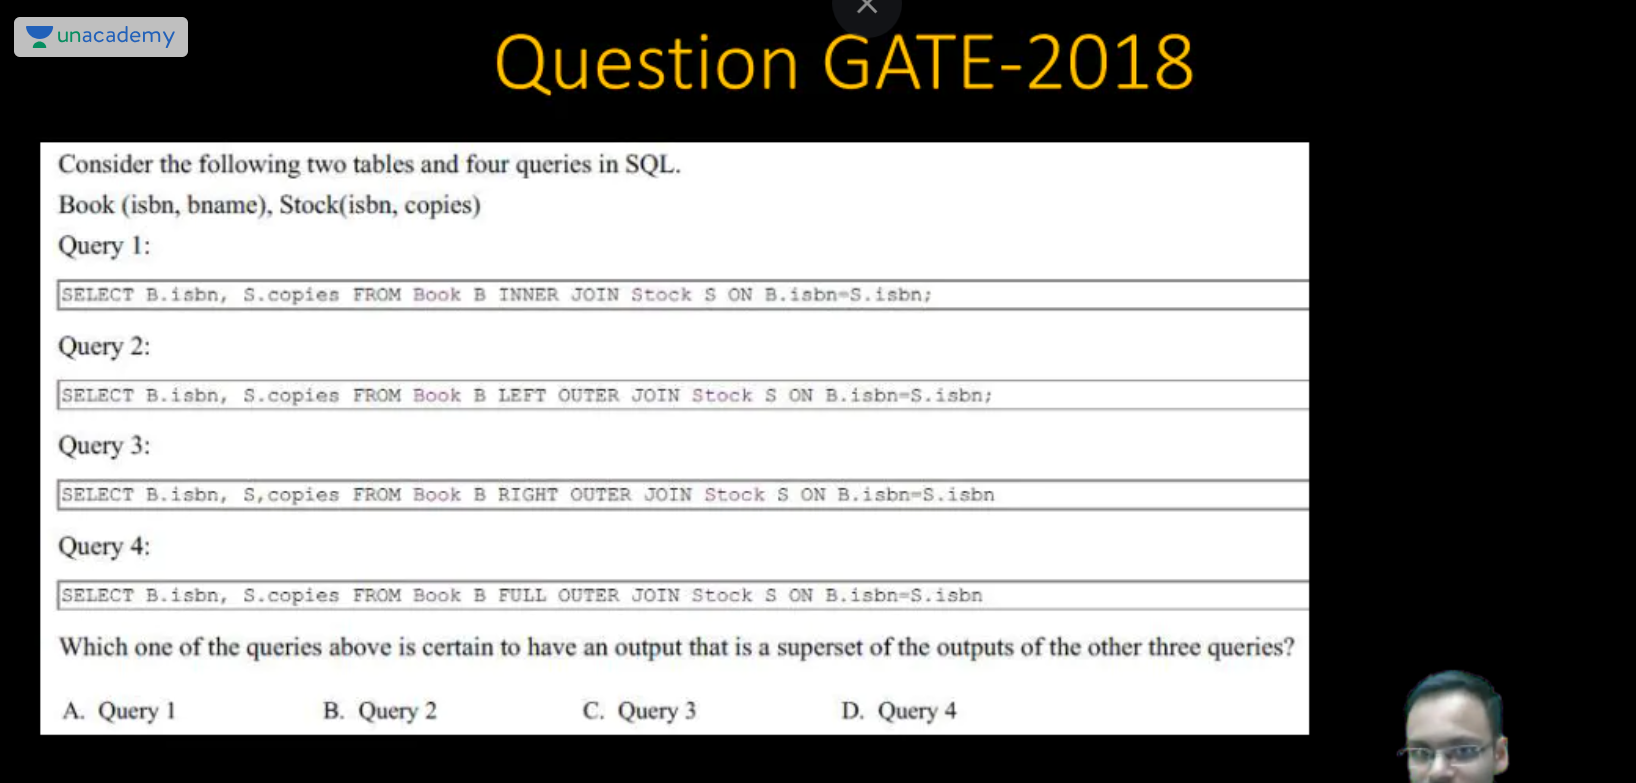 unacademy
Question GATE-2018
Consider the following two tables and four queries in SQL.
Book (isbn, bname), Stock(isbn, copies)
Query 1:
SELECT B.isbn, S.copies FROM Book B INNER JOIN Stock S ON B.isbn=S.isbn;
Query 2:
SELECT B.isbn, S.copies FROM Book B LEFT OUTER JOIN Stock S ON B.isbn=S.isbn;
Query 3:
SELECT B.isbn, S,copies FROM Book B RIGHT OUTER JOIN Stock S ON B.isbn=S.isbn
Query 4:
SELECT B.isbn, S.copies FROM Book B FULL OUTER JOIN Stock S ON B.isbn=S.isbn
Which one of the queries above is certain to have an output that is a superset of the outputs of the other three queries?
A. Query 1 B. Query 2 C. Query 3 D. Query 4